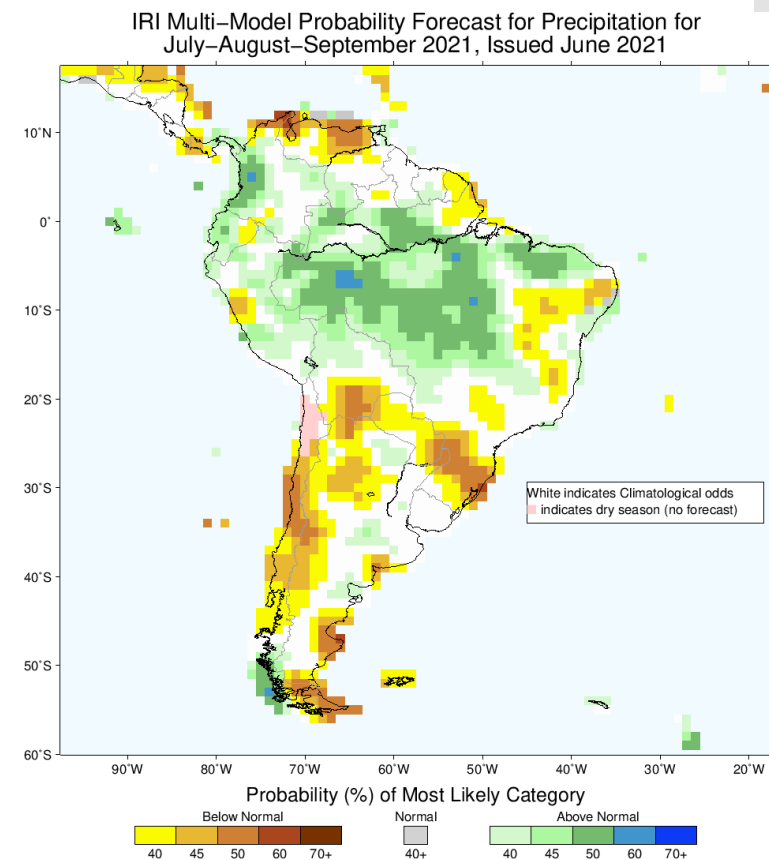 IRI Multi−Model Probability Forecast for Precipitation for
July−August−September 2021, Issued June 2021
10°N
0°
10°S
20°S
30°S
40°S
50°S
60°S
White indicates Climatological odds
indicates dry season (no forecast)
90°W 80°W 70°W 60°W 50°W 40°W 30°W 20°W
Probability (%) of Most Likely Category
Below Normal Normal Above Normal
40 45 50 60 70+ 40+ 40 45 50 60 70+